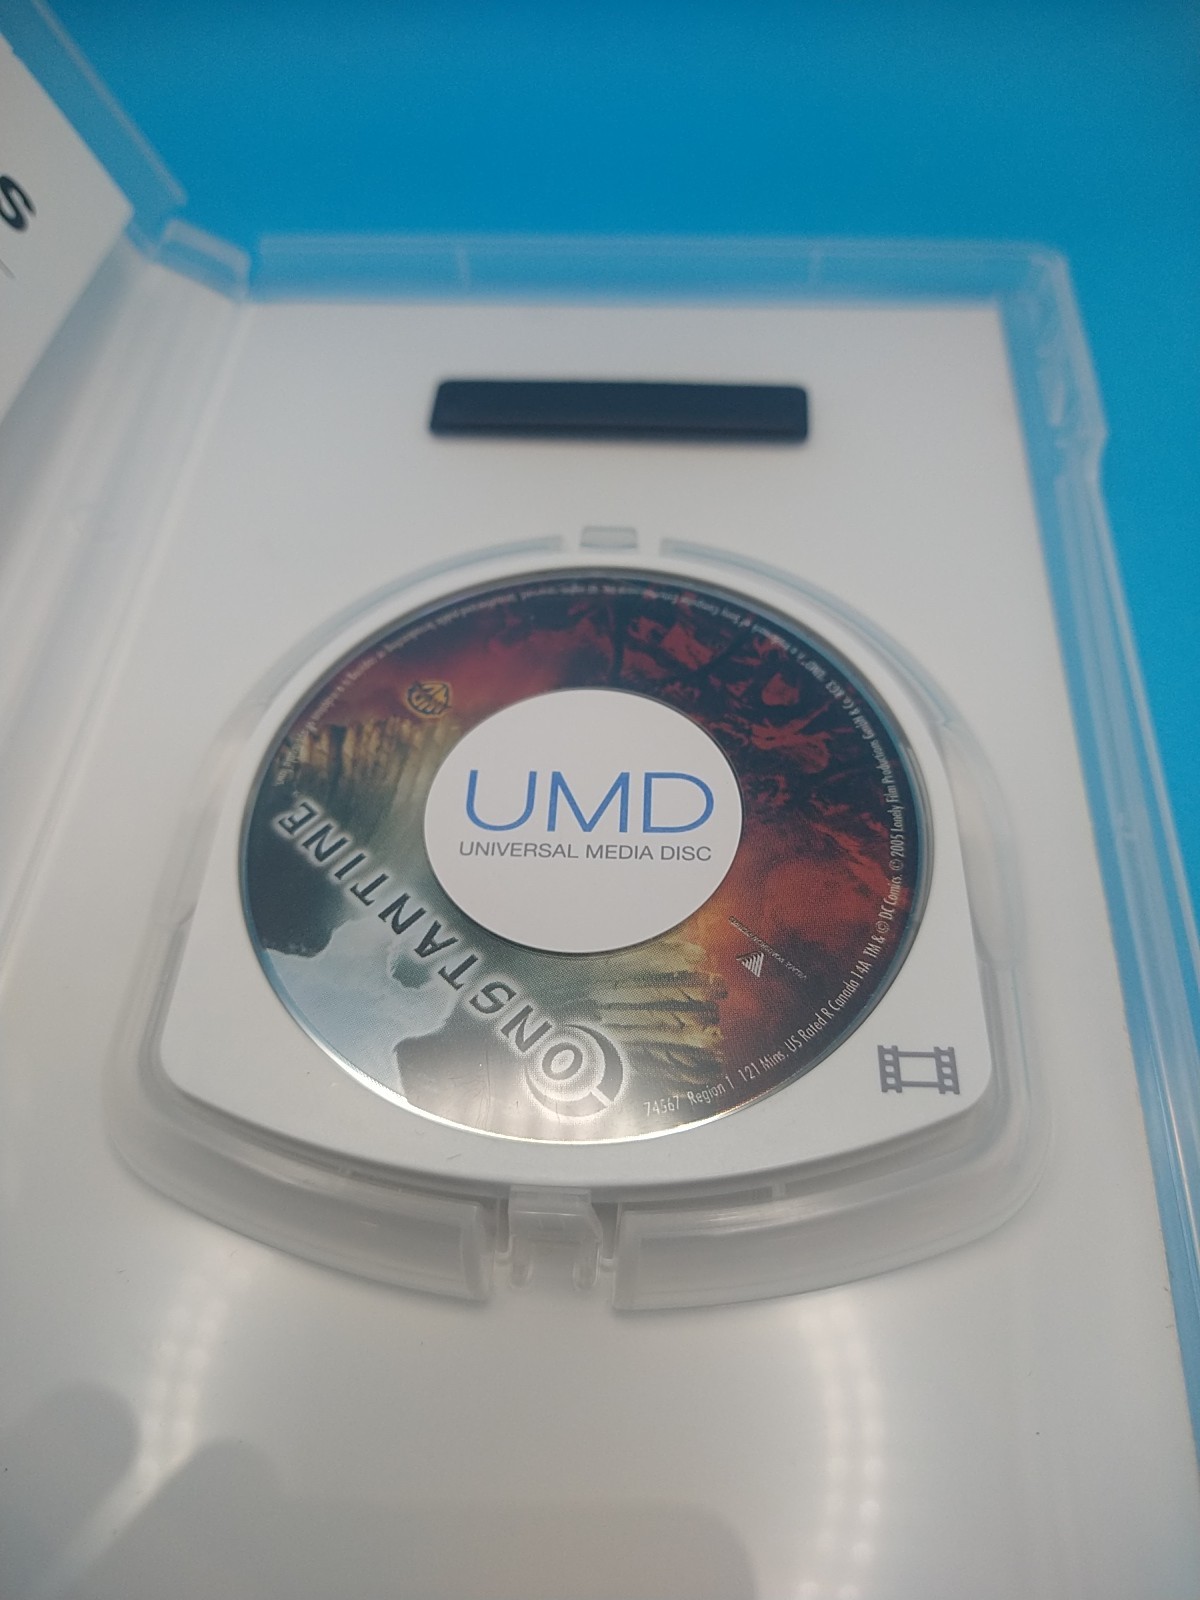 S
UMD
UNIVERSAL MEDIA DISC
CONSTANTINE
74567 Region 1 121 Mins. US Rated R Canada 14A TM & © DC Comics. © 2005 Lonely Film Productions GmbH & Co. KG.